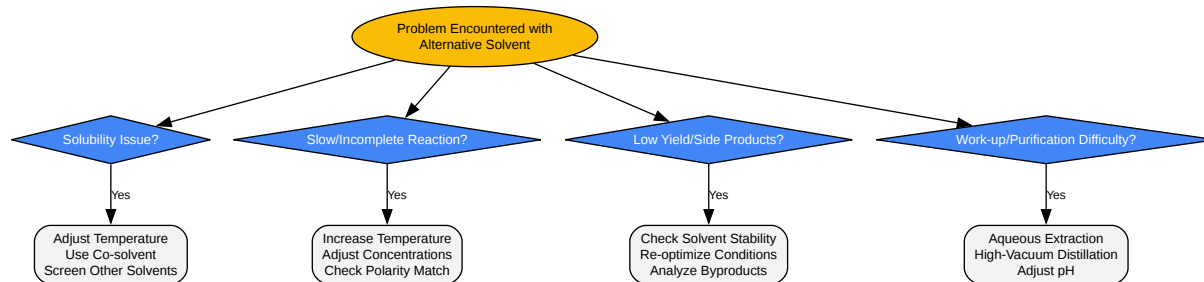 Problem Encountered with
Alternative Solvent
Solubility Issue?
Slow/Incomplete Reaction?
Low Yield/Side Products?
Work-up/Purification Difficulty?
Yes
Yes
Yes
Yes
Adjust Temperature
Use Co-solvent
Screen Other Solvents
Increase Temperature
Adjust Concentrations
Check Polarity Match
Check Solvent Stability
Re-optimize Conditions
Analyze Byproducts
Aqueous Extraction
High-Vacuum Distillation
Adjust pH